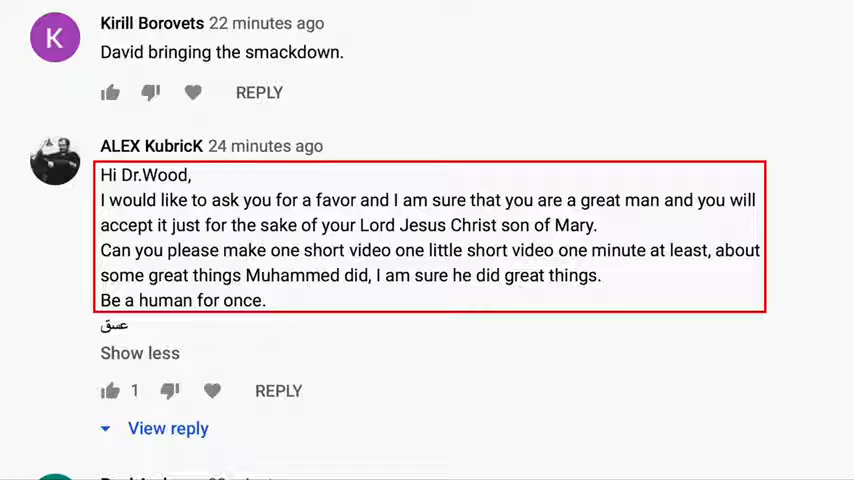 K
Kirill Borovets 22 minutes ago
David bringing the smackdown.
REPLY
ALEX KubricK 24 minutes ago
Hi Dr.Wood,
I would like to ask you for a favor and I am sure that you are a great man and you will
accept it just for the sake of your Lord Jesus Christ son of Mary.
Can you please make one short video one little short video one minute at least, about
some great things Muhammed did, I am sure he did great things.
Be a human for once.
عسق
Show less
1 REPLY
View reply